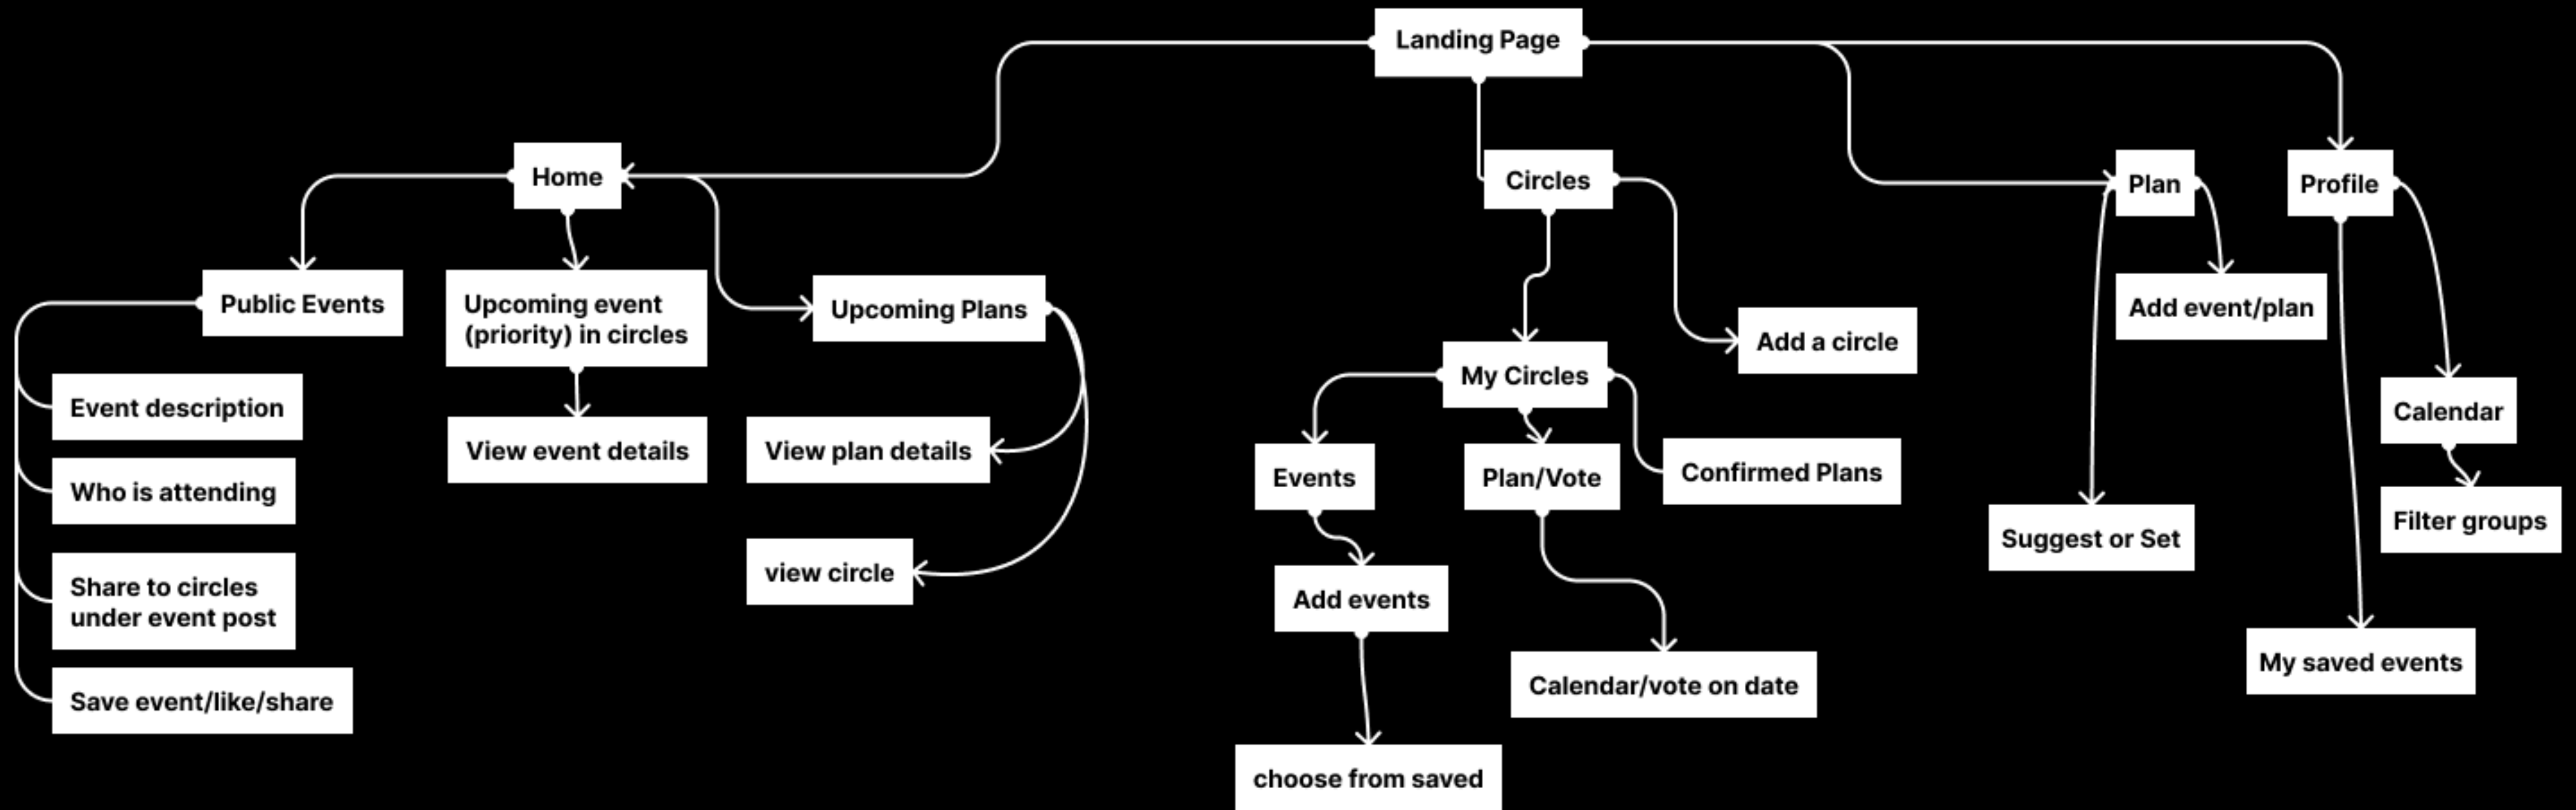 Landing Page
Home
Circles
Plan
Profile
Public Events
Upcoming event
(priority) in circles
Upcoming Plans
Add event/plan
Add a circle
My Circles
Event description
View event details
View plan details
Events
Plan/Vote
Confirmed Plans
Calendar
Who is attending
Filter groups
Suggest or Set
Share to circles
under event post
view circle
Add events
Save event/like/share
Calendar/vote on date
My saved events
choose from saved